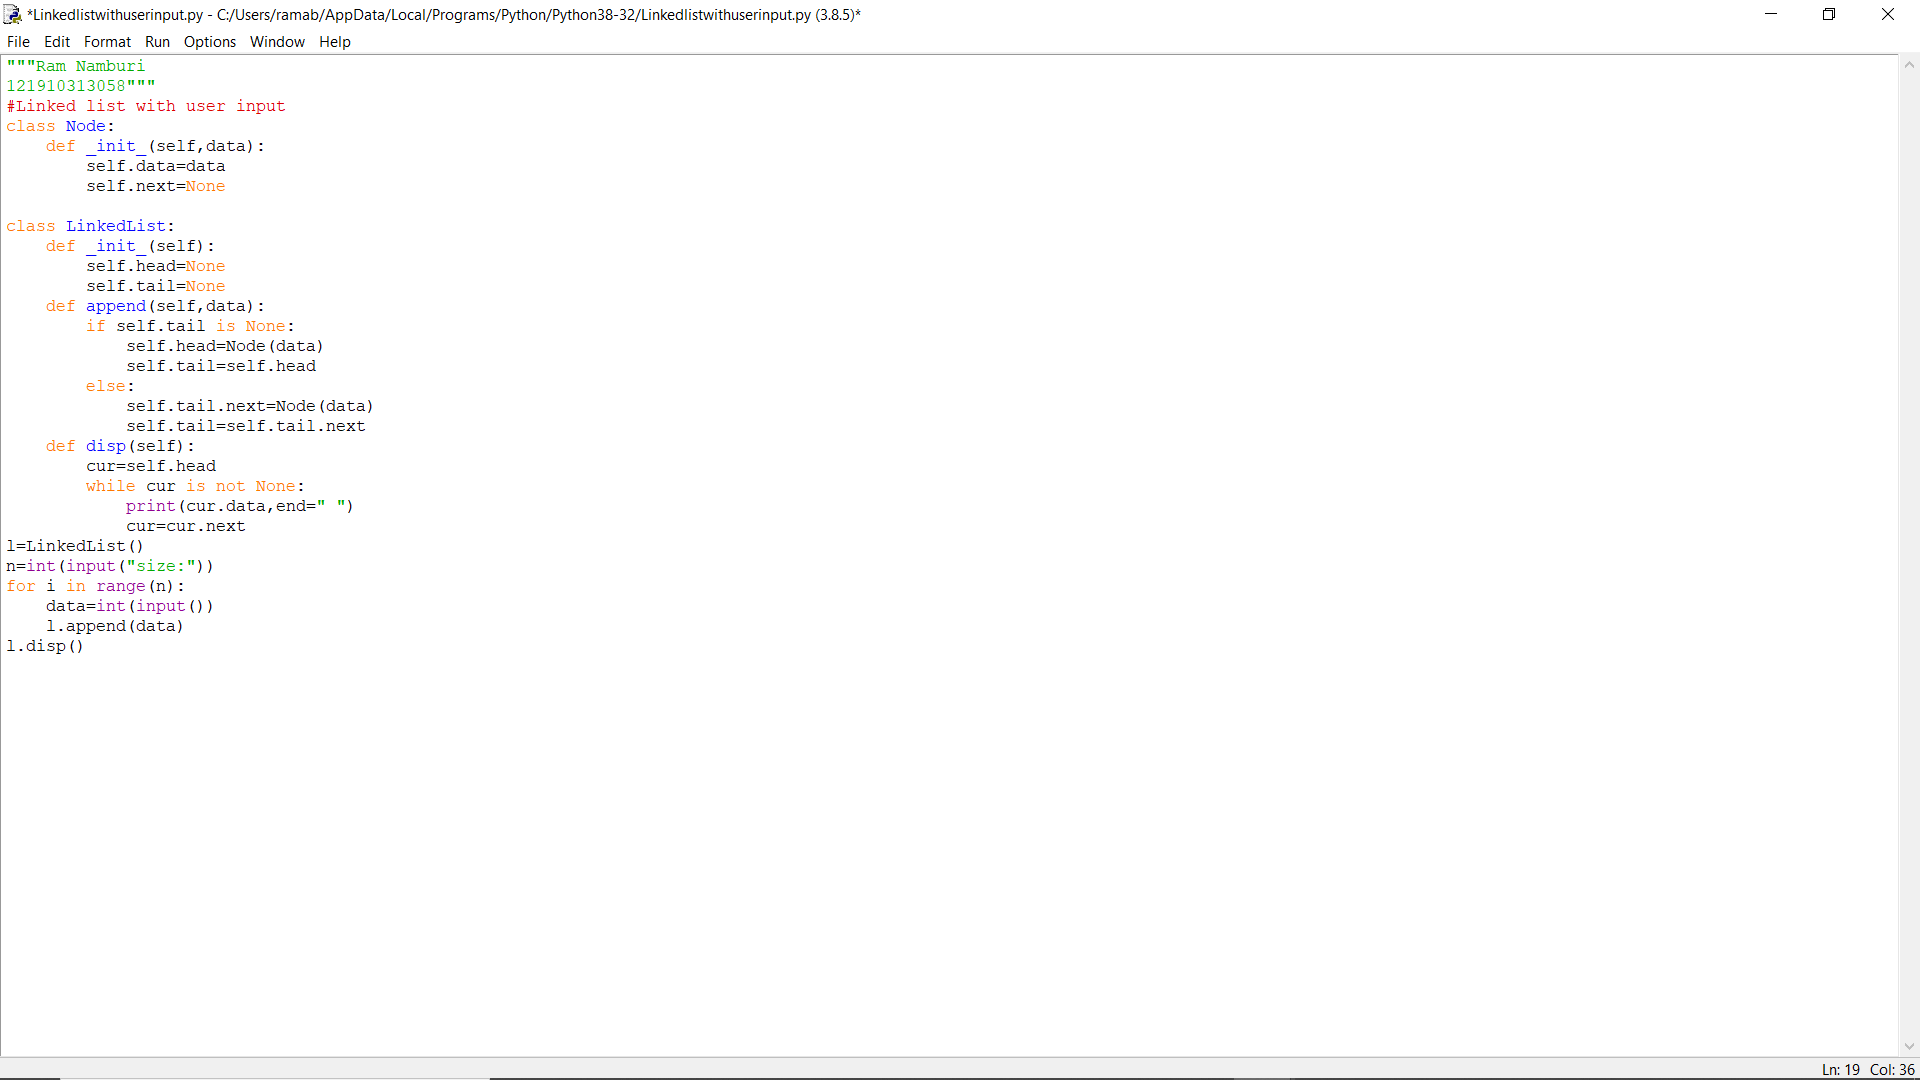 *Linkedlistwithuserinput.py - C:/Users/ramab/AppData/Local/Programs/Python/Python38-32/Linkedlistwithuserinput.py (3.8.5)*
File Edit Format Run Options Window Help
"""Ram Namburi
121910313058"""
#Linked list with user input
class Node:
    def _init_(self,data):
        self.data=data
        self.next=None

class LinkedList:
    def _init_(self):
        self.head=None
        self.tail=None
    def append(self,data):
        if self.tail is None:
            self.head=Node(data)
            self.tail=self.head
        else:
            self.tail.next=Node(data)
            self.tail=self.tail.next
    def disp(self):
        cur=self.head
        while cur is not None:
            print(cur.data,end=" ")
            cur=cur.next
l=LinkedList()
n=int(input("size:"))
for i in range(n):
    data=int(input())
    l.append(data)
l.disp()
Ln: 19 Col: 36